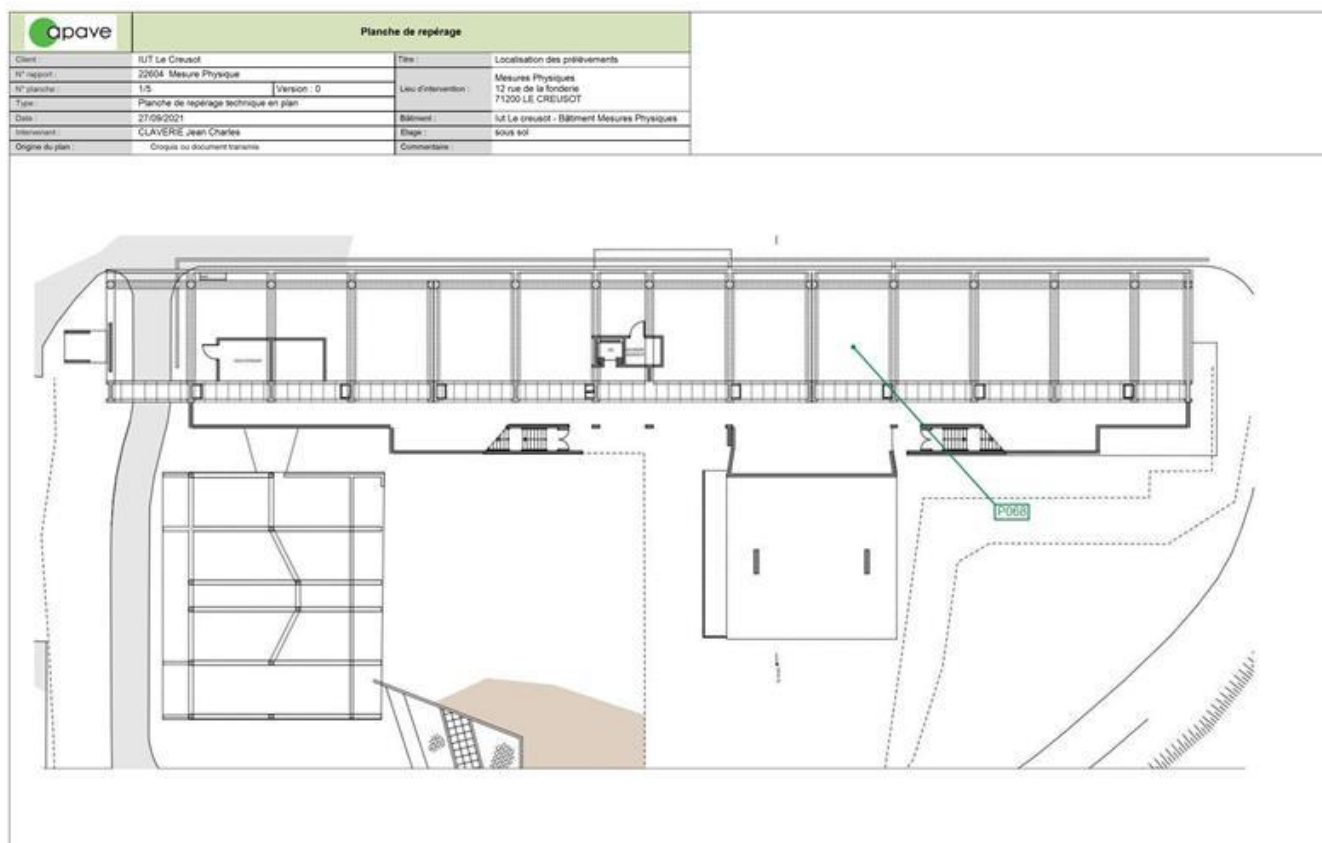 apave
Planche de repérage
Client : IUT Le Creusot Titre : Localisation des prélèvements
N° rapport : 22604 Mesure Physique
N° planche : 1/5 Version : 0
Lieu d'intervention : Mesures Physiques
12 rue de la fonderie
71200 LE CREUSOT
Type : Planche de repérage technique en plan
Date : 27/09/2021 Bâtiment : Iut Le creusot - Bâtiment Mesures Physiques
Intervenant : CLAVERIE Jean Charles Etage : sous sol
Origine du plan : Croquis ou document transmis Commentaire :
P068